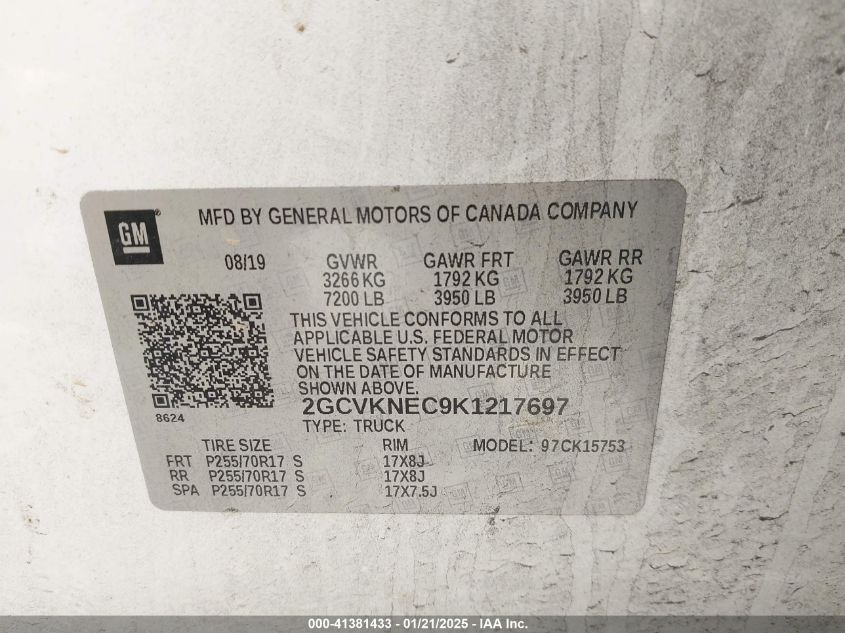 GM
MFD BY GENERAL MOTORS OF CANADA COMPANY
08/19 GVWR GAWR FRT GAWR RR
3266 KG 1792 KG 1792 KG
7200 LB 3950 LB 3950 LB
THIS VEHICLE CONFORMS TO ALL
APPLICABLE U.S. FEDERAL MOTOR
VEHICLE SAFETY STANDARDS IN EFFECT
ON THE DATE OF MANUFACTURE
SHOWN ABOVE.
8624
2GCVKNEC9K1217697
TYPE: TRUCK
TIRE SIZE RIM MODEL: 97CK15753
FRT P255/70R17 S 17X8J
RR P255/70R17 S 17X8J
SPA P255/70R17 S 17X7.5J
000-41381433 - 01/21/2025 - IAA Inc.